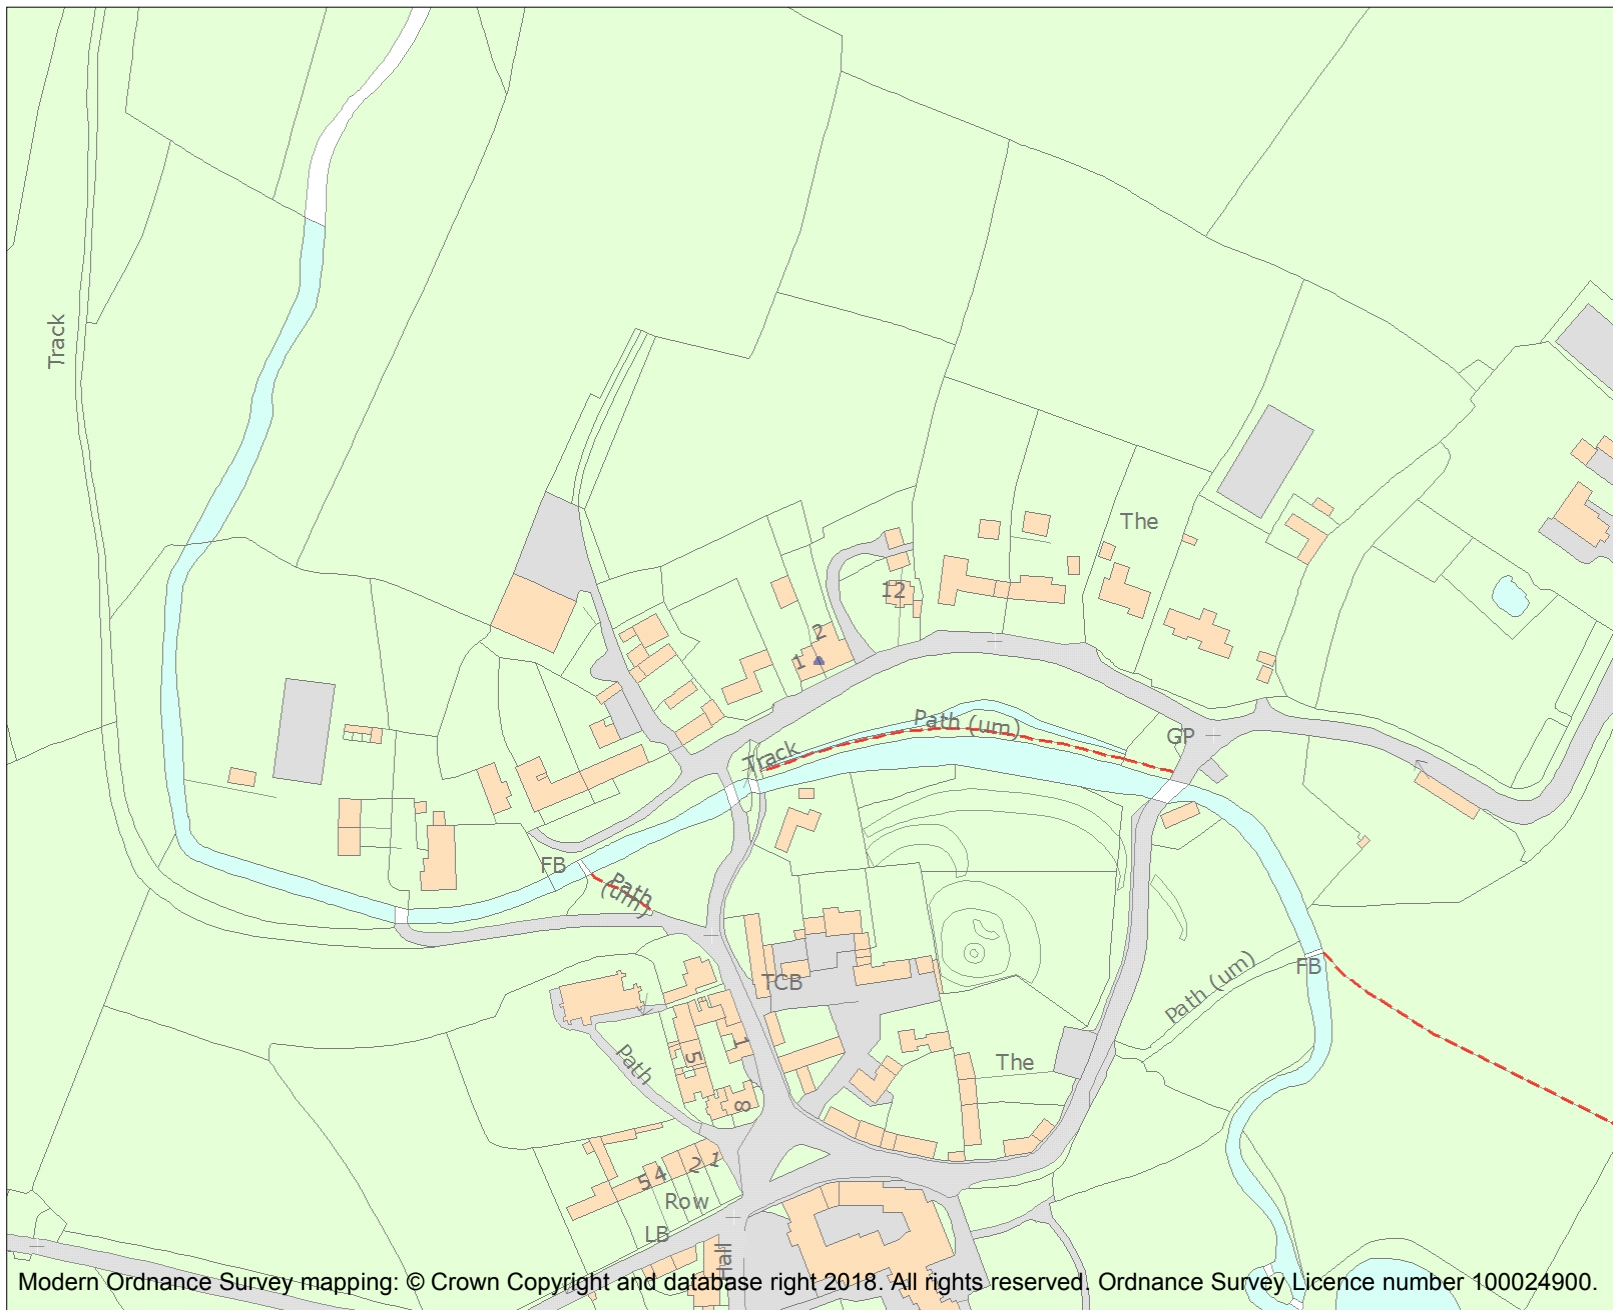 Track
The
12
2
1
Path (um)
GP
Track
FB
Path
(um)
FB
TCB
Path (um)
1
5
The
Path
8
1
2
4
5
Row
LB
Hall
Modern Ordnance Survey mapping: © Crown Copyright and database right 2018. All rights reserved. Ordnance Survey Licence number 100024900.